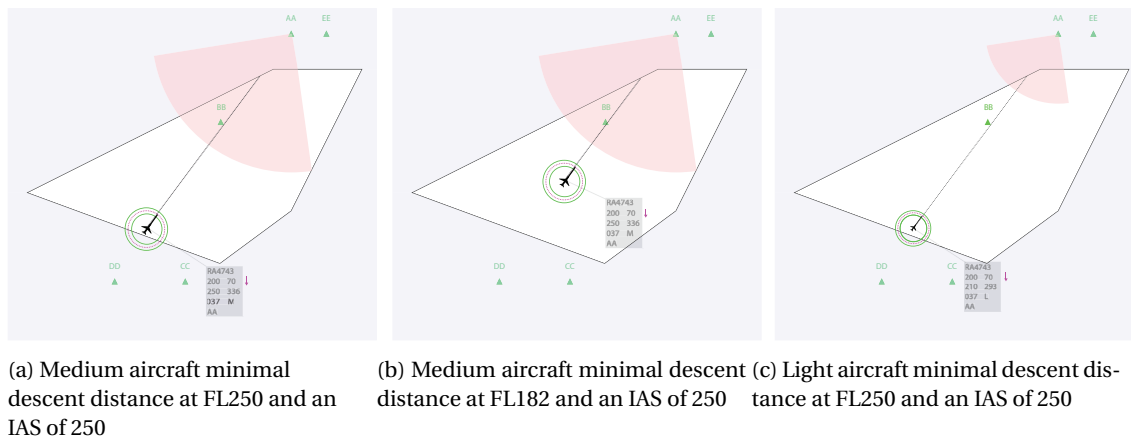 AA EE
BB
DD CC
RA4743
200 70
250 336
037 M
AA
AA EE
BB
RA4743
200 70
250 336
037 M
AA
DD CC
AA EE
BB
DD CC
RA4743
200 70
210 293
037 L
AA
(a) Medium aircraft minimal
descent distance at FL250 and an
IAS of 250
(b) Medium aircraft minimal descent
distance at FL182 and an IAS of 250
(c) Light aircraft minimal descent dis-
tance at FL250 and an IAS of 250